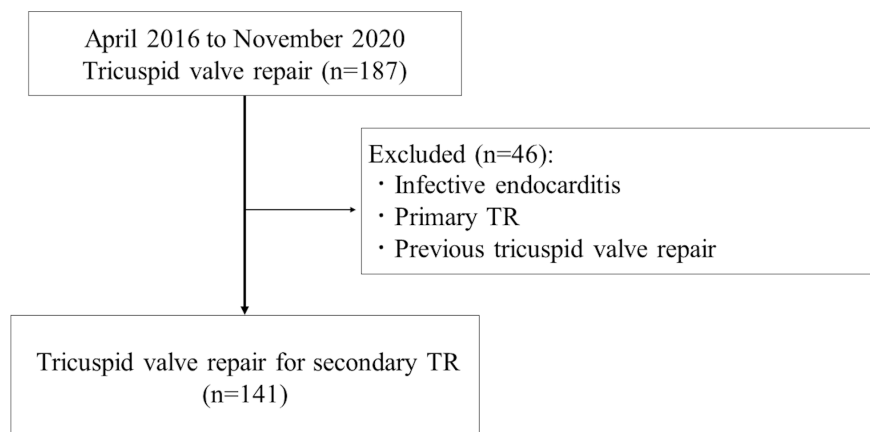 April 2016 to November 2020
Tricuspid valve repair (n=187)
Excluded (n=46):
・Infective endocarditis
・Primary TR
・Previous tricuspid valve repair
Tricuspid valve repair for secondary TR
(n=141)